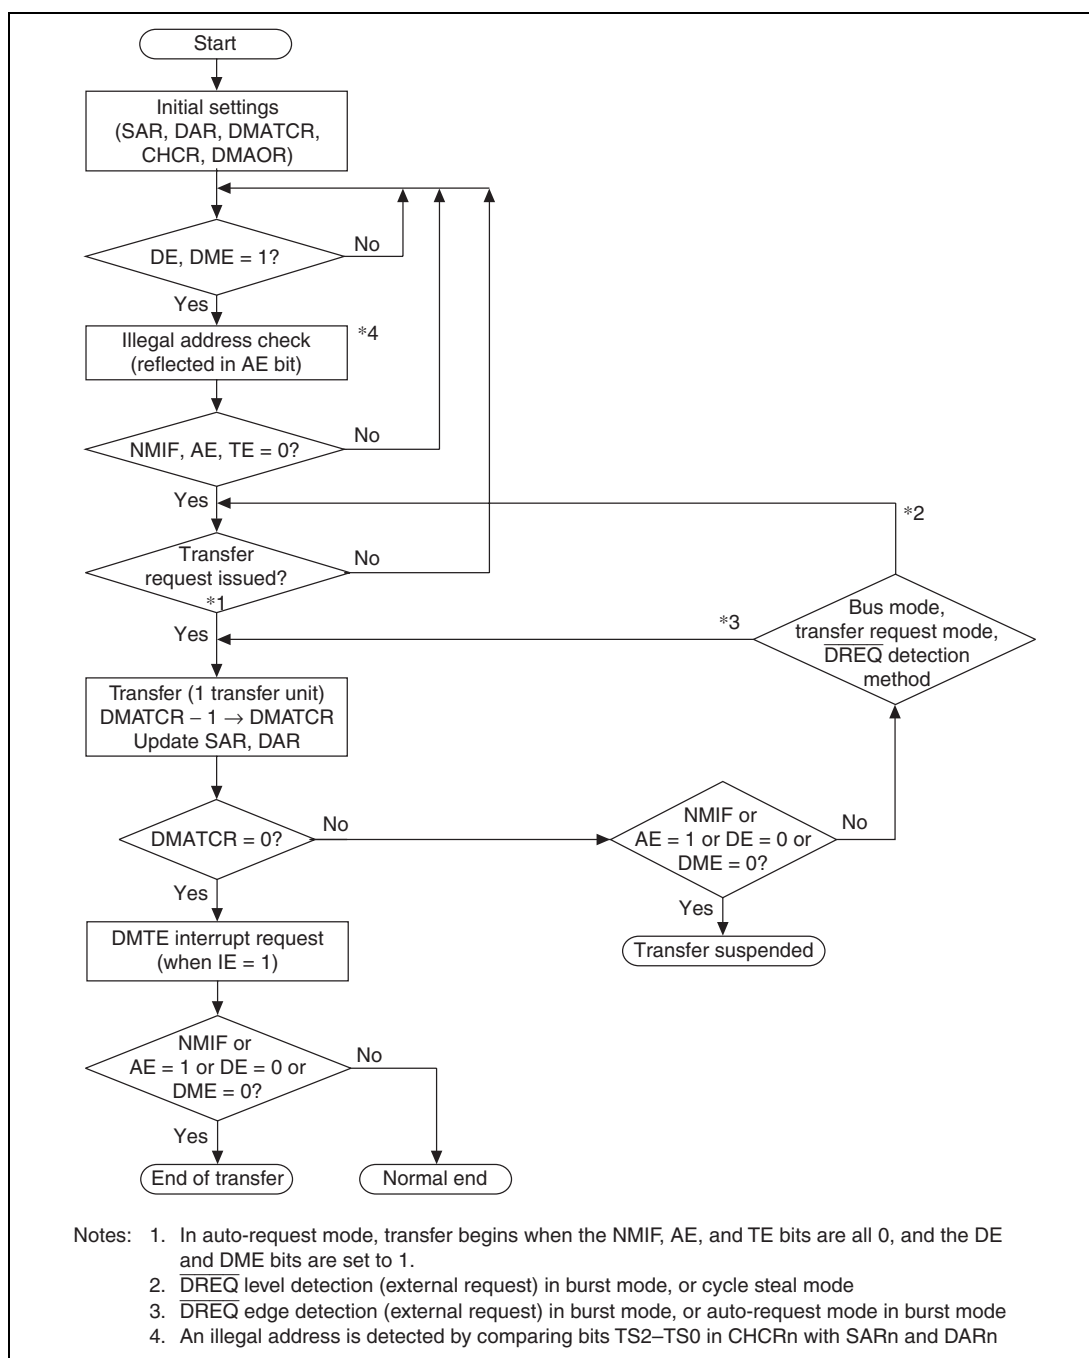 Start
Initial settings
(SAR, DAR, DMATCR,
CHCR, DMAOR)
DE, DME = 1?
No
Yes
Illegal address check
(reflected in AE bit)
*4
NMIF, AE, TE = 0?
No
Yes
*2
Transfer
request issued?
*1
No
Yes
*3
Bus mode,
transfer request mode,
DREQ detection
method
Transfer (1 transfer unit)
DMATCR – 1 → DMATCR
Update SAR, DAR
DMATCR = 0?
No
NMIF or
AE = 1 or DE = 0 or
DME = 0?
No
Yes
Yes
Transfer suspended
DMTE interrupt request
(when IE = 1)
NMIF or
AE = 1 or DE = 0 or
DME = 0?
No
Yes
End of transfer
Normal end
Notes: 1. In auto-request mode, transfer begins when the NMIF, AE, and TE bits are all 0, and the DE
and DME bits are set to 1.
2. DREQ level detection (external request) in burst mode, or cycle steal mode
3. DREQ edge detection (external request) in burst mode, or auto-request mode in burst mode
4. An illegal address is detected by comparing bits TS2–TS0 in CHCRn with SARn and DARn